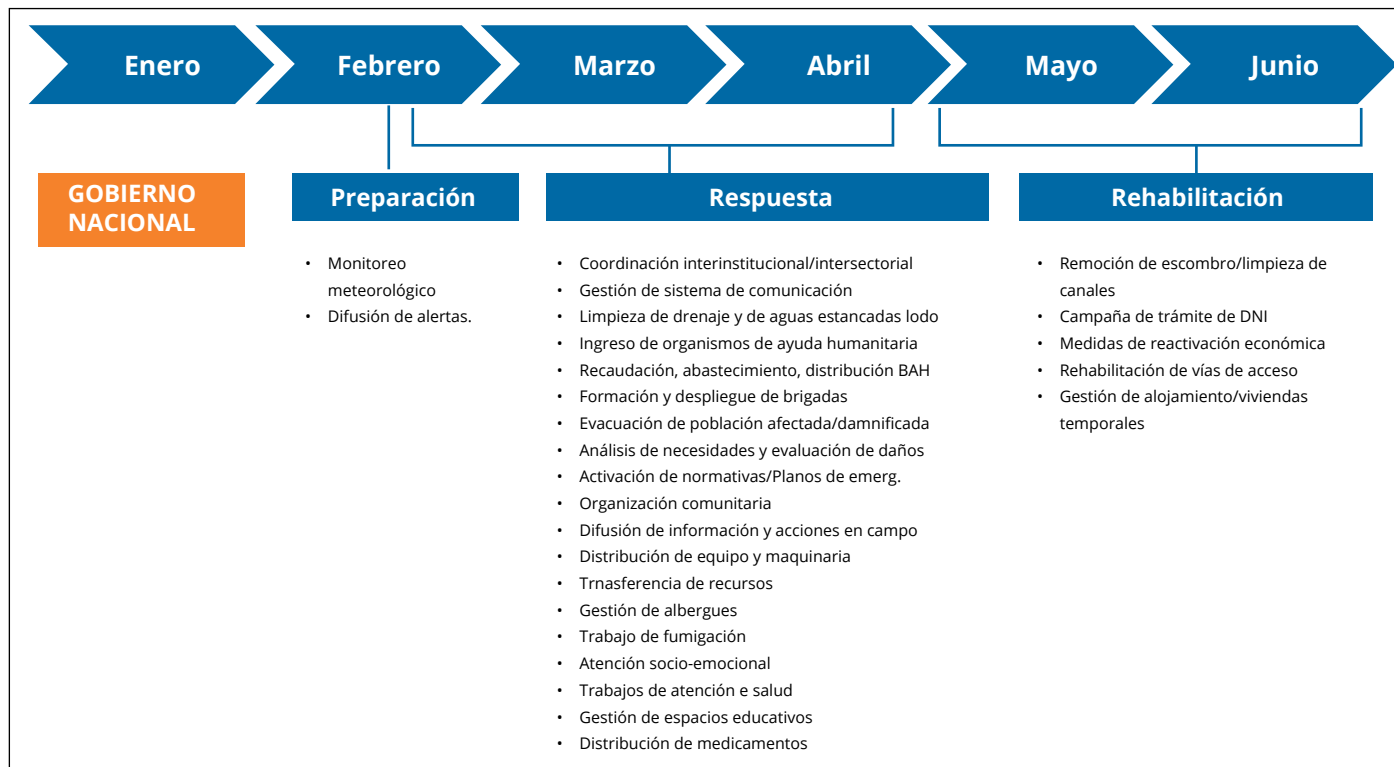 Enero
Febrero
Marzo
Abril
Mayo
Junio
GOBIERNO
NACIONAL
Preparación
• Monitoreo
meteorológico
• Difusión de alertas.
Respuesta
• Coordinación interinstitucional/intersectorial
• Gestión de sistema de comunicación
• Limpieza de drenaje y de aguas estancadas lodo
• Ingreso de organismos de ayuda humanitaria
• Recaudación, abastecimiento, distribución BAH
• Formación y despliegue de brigadas
• Evacuación de población afectada/damnificada
• Análisis de necesidades y evaluación de daños
• Activación de normativas/Planos de emerg.
• Organización comunitaria
• Difusión de información y acciones en campo
• Distribución de equipo y maquinaria
• Trnasferencia de recursos
• Gestión de albergues
• Trabajo de fumigación
• Atención socio-emocional
• Trabajos de atención e salud
• Gestión de espacios educativos
• Distribución de medicamentos
Rehabilitación
• Remoción de escombro/limpieza de
canales
• Campaña de trámite de DNI
• Medidas de reactivación económica
• Rehabilitación de vías de acceso
• Gestión de alojamiento/viviendas
temporales